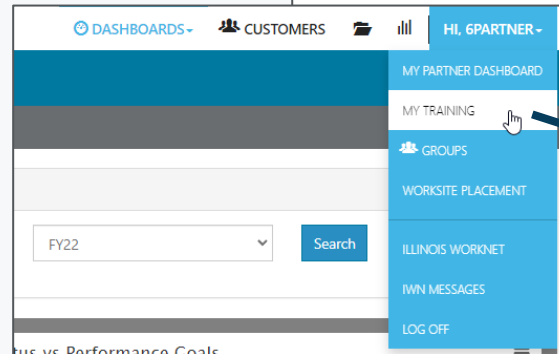 DASHBOARDS CUSTOMERS HI, 6PARTNER
MY PARTNER DASHBOARD
MY TRAINING
GROUPS
WORKSITE PLACEMENT
FY22 Search
ILLINOIS WORKNET
IWN MESSAGES
LOG OFF
tus vs Performance Goals